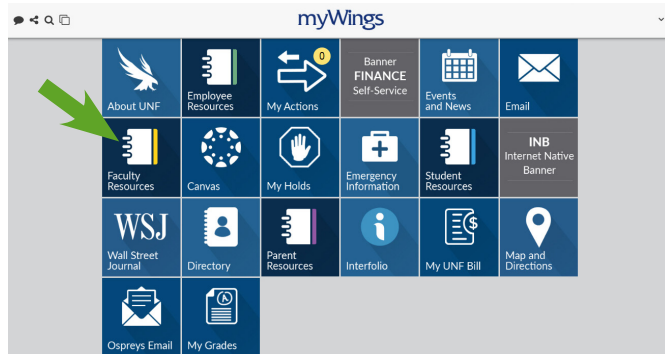 myWings
About UNF
Employee
Resources
0
My Actions
Banner
FINANCE
Self-Service
Events
and News
Email
Faculty
Resources
Canvas
My Holds
Emergency
Information
Student
Resources
INB
Internet Native
Banner
WSJ
Wall Street
Journal
Directory
Parent
Resources
i
Interfolio
$
My UNF Bill
Map and
Directions
Ospreys Email
A
My Grades